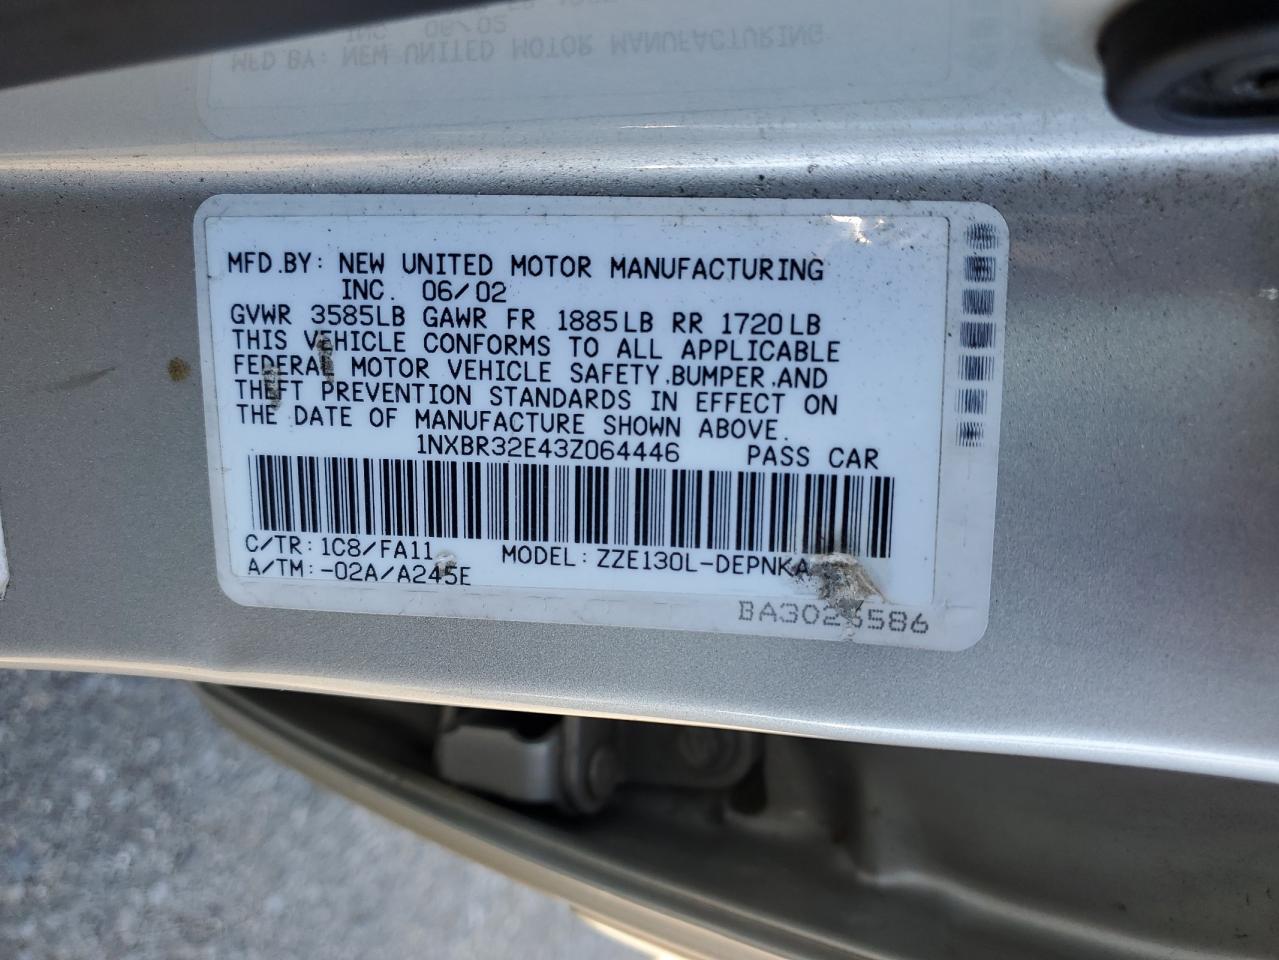 MFD.BY: NEW UNITED MOTOR MANUFACTURING
INC. 06/02
GVWR 3585LB GAWR FR 1885LB RR 1720LB
THIS VEHICLE CONFORMS TO ALL APPLICABLE
FEDERAL MOTOR VEHICLE SAFETY,BUMPER,AND
THEFT PREVENTION STANDARDS IN EFFECT ON
THE DATE OF MANUFACTURE SHOWN ABOVE.
1NXBR32E43Z064446 PASS CAR
C/TR: 1C8/FA11 MODEL: ZZE130L-DEPNKA
A/TM: -02A/A245E